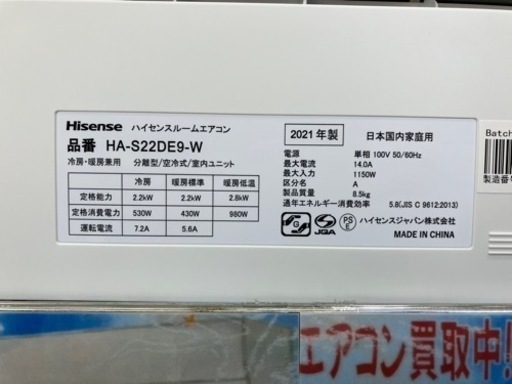 Hisense ハイセンスルームエアコン
品番 HA-S22DE9-W
冷房・暖房兼用 分離型/空冷式/室内ユニット
冷房 暖房標準 暖房低温
定格能力 2.2kW 2.2kW 2.8kW
定格消費電力 530W 430W 980W
運転電流 7.2A 5.6A
2021年製 日本国内家庭用
電源 単相 100V 50/60Hz
最大電流 14.0A
最大電力 1150W
区分 A
質量 8.5kg
通年エネルギー消費効率 5.8(JIS C 9612:2013)
G JQA PS E ハイセンスジャパン株式会社
MADE IN CHINA
Batch
製造番号
エアコン買取中!